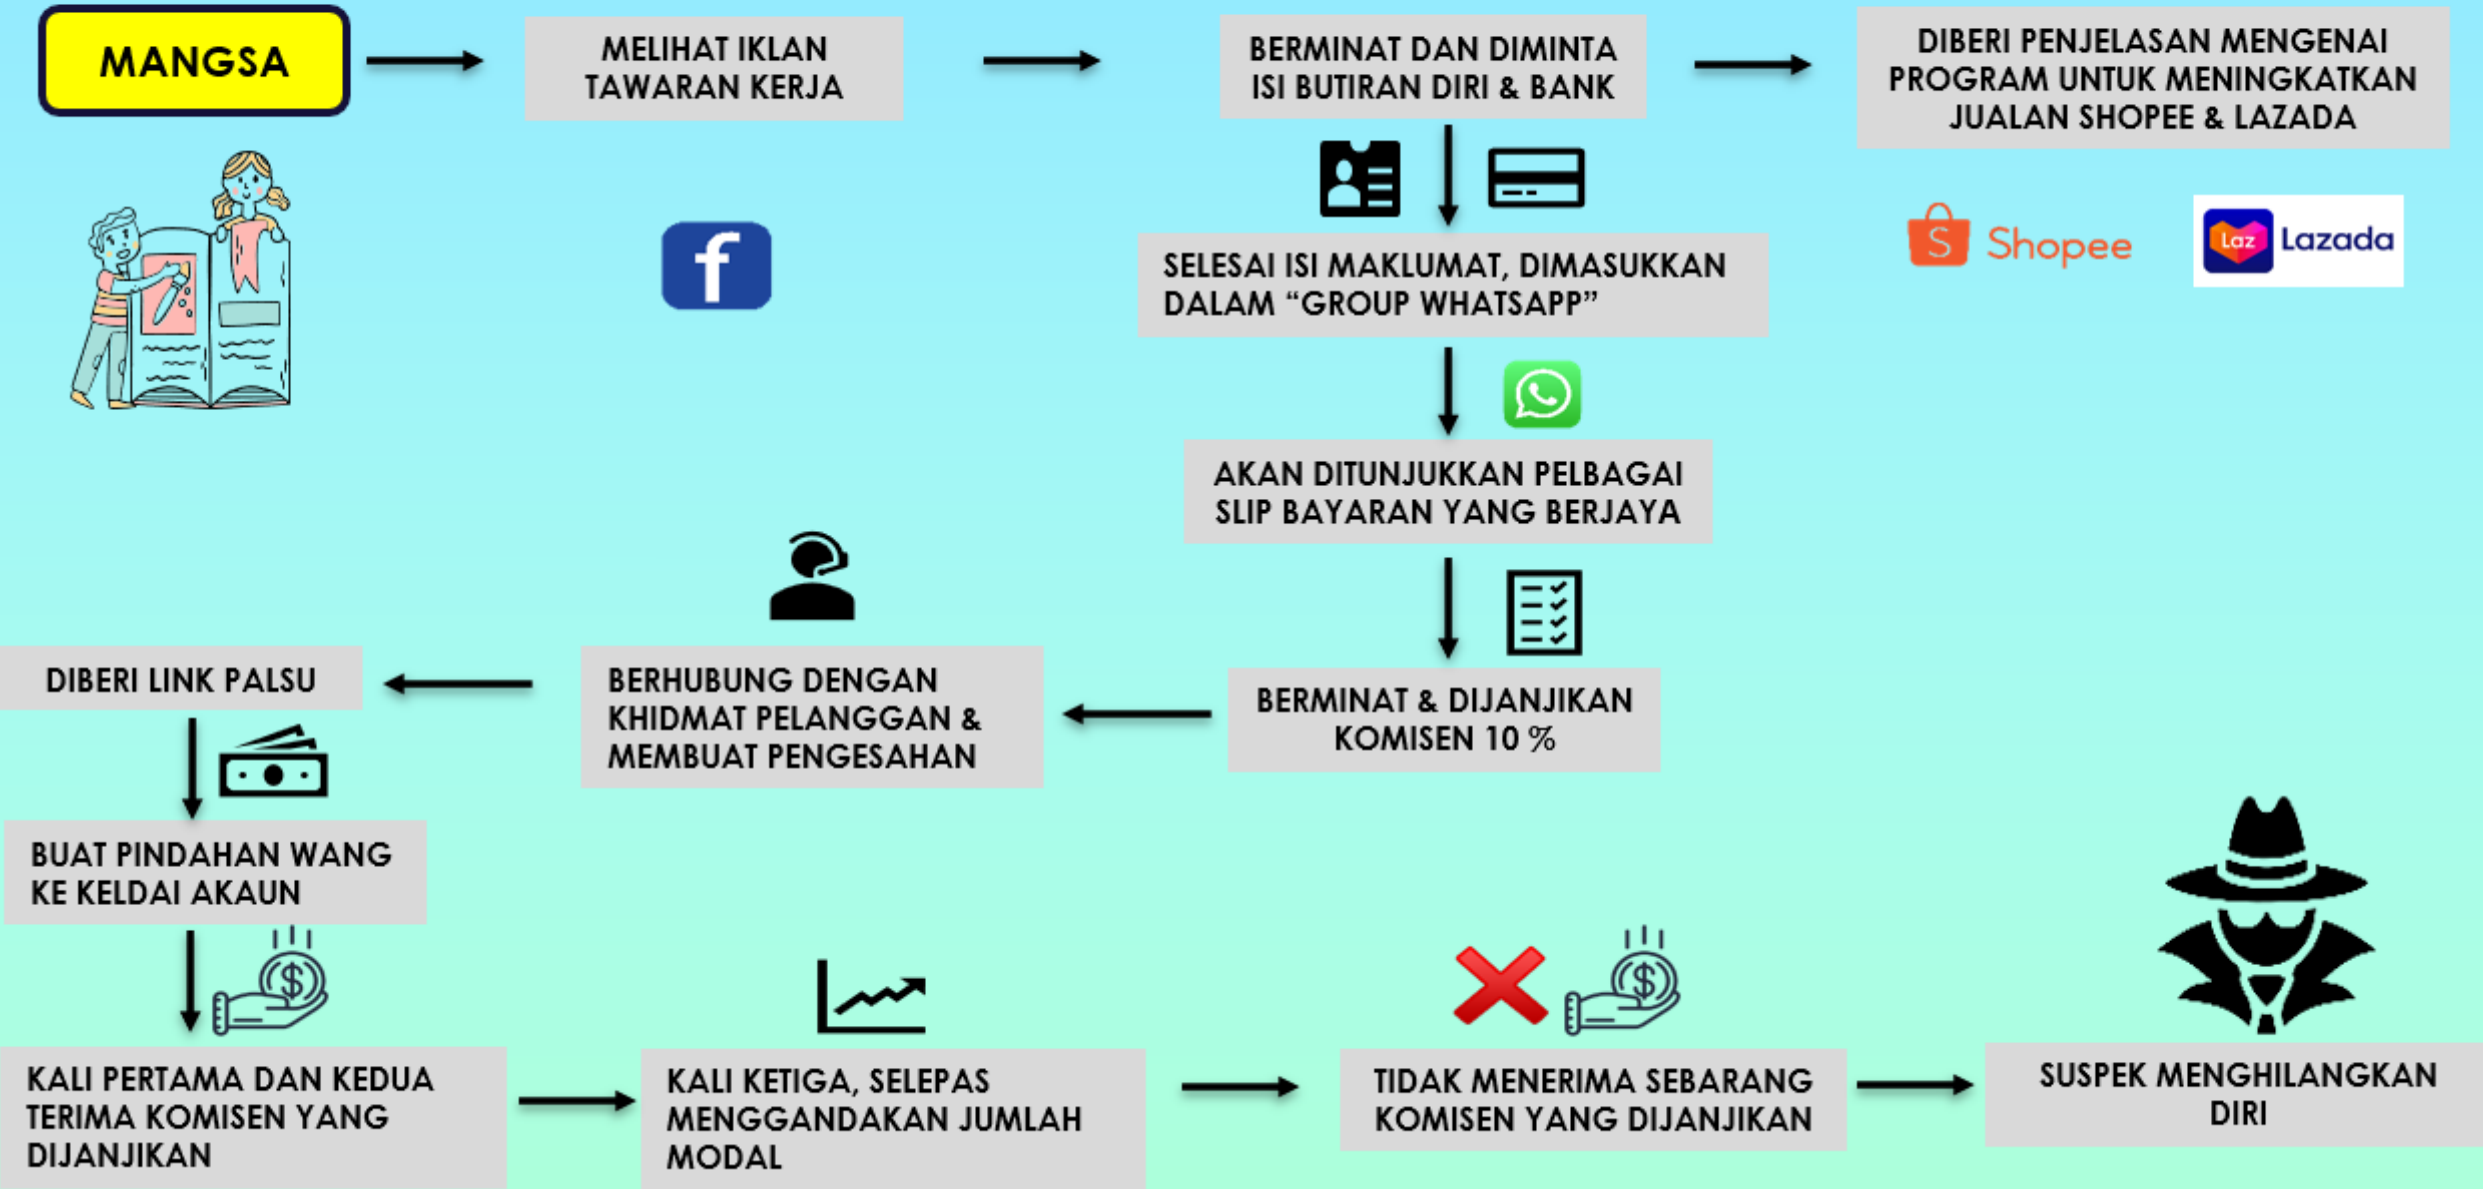 MANGSA
MELIHAT IKLAN
TAWARAN KERJA
BERMINAT DAN DIMINTA
ISI BUTIRAN DIRI & BANK
DIBERI PENJELASAN MENGENAI
PROGRAM UNTUK MENINGKATKAN
JUALAN SHOPEE & LAZADA
f
S
Shopee
Laz
Lazada
SELESAI ISI MAKLUMAT, DIMASUKKAN
DALAM “GROUP WHATSAPP”
AKAN DITUNJUKKAN PELBAGAI
SLIP BAYARAN YANG BERJAYA
BERMINAT & DIJANJIKAN
KOMISEN 10 %
BERHUBUNG DENGAN
KHIDMAT PELANGGAN &
MEMBUAT PENGESAHAN
DIBERI LINK PALSU
BUAT PINDAHAN WANG
KE KELDAI AKAUN
$
KALI PERTAMA DAN KEDUA
TERIMA KOMISEN YANG
DIJANJIKAN
KALI KETIGA, SELEPAS
MENGGANDAKAN JUMLAH
MODAL
$
TIDAK MENERIMA SEBARANG
KOMISEN YANG DIJANJIKAN
SUSPEK MENGHILANGKAN
DIRI